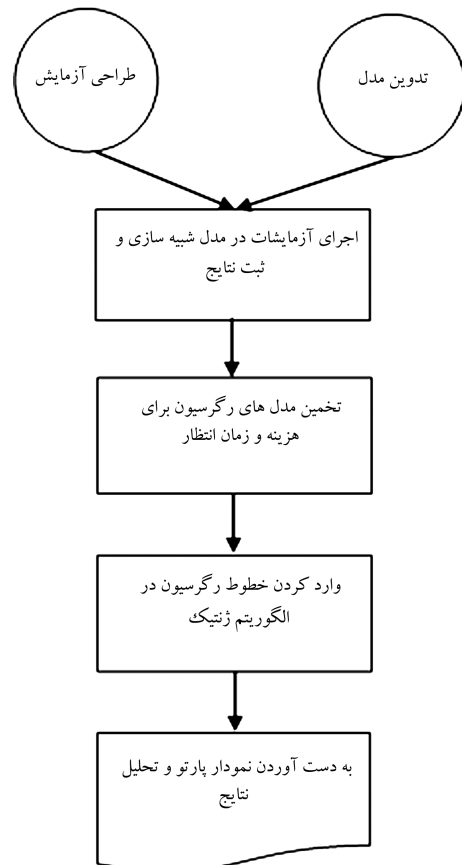 تدوین مدل
طراحی آزمایش
اجرای آزمایشات در مدل شبیه سازی و
ثبت نتایج
تخمین مدل های رگرسیون برای
هزینه و زمان انتظار
وارد کردن خطوط رگرسیون در
الگوریتم ژنتیک
به دست آوردن نمودار پارتو و تحلیل
نتایج